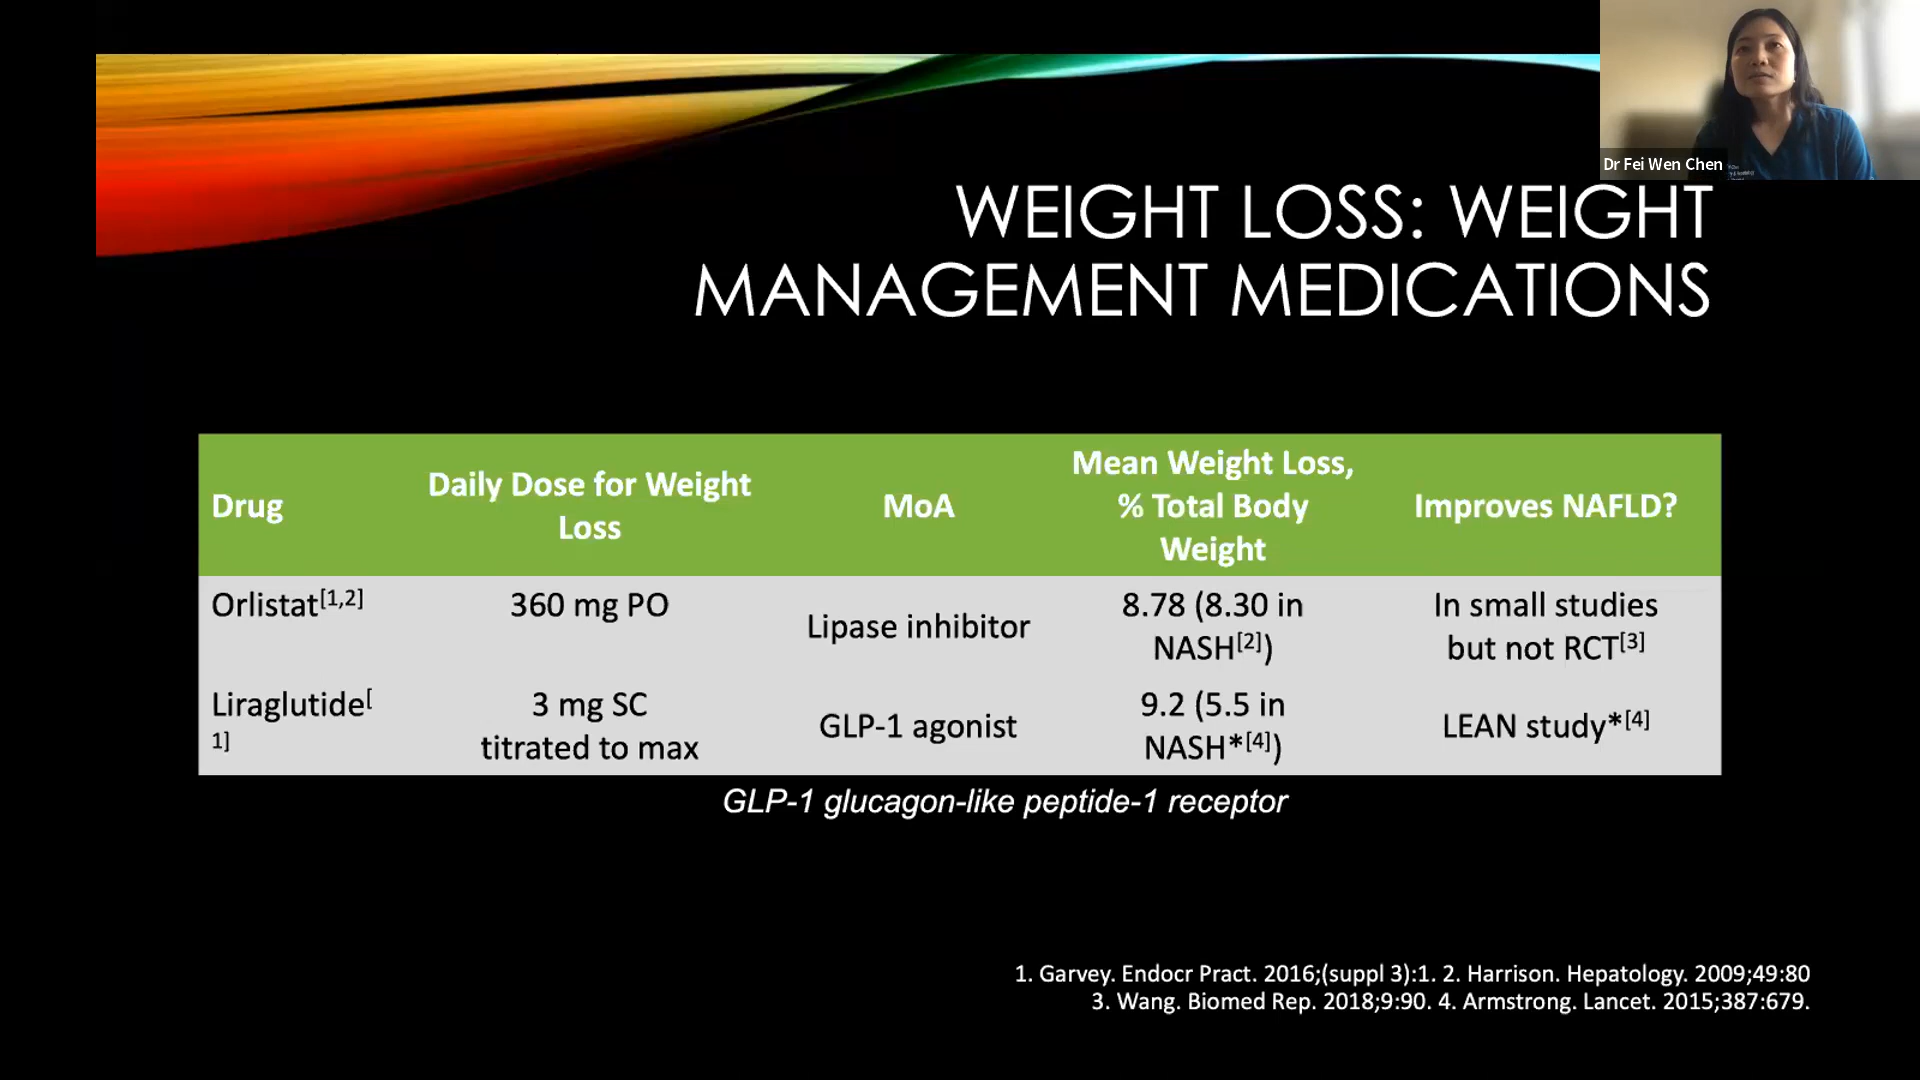 Dr Fei Wen Chen
WEIGHT LOSS: WEIGHT
MANAGEMENT MEDICATIONS
Drug
Daily Dose for Weight
Loss
MoA
Mean Weight Loss,
% Total Body
Weight
Improves NAFLD?
Orlistat[1,2]
360 mg PO
Lipase inhibitor
8.78 (8.30 in
NASH[2])
In small studies
but not RCT[3]
Liraglutide[
1]
3 mg SC
titrated to max
GLP-1 agonist
9.2 (5.5 in
NASH*[4])
LEAN study*[4]
GLP-1 glucagon-like peptide-1 receptor
1. Garvey. Endocr Pract. 2016;(suppl 3):1. 2. Harrison. Hepatology. 2009;49:80
3. Wang. Biomed Rep. 2018;9:90. 4. Armstrong. Lancet. 2015;387:679.